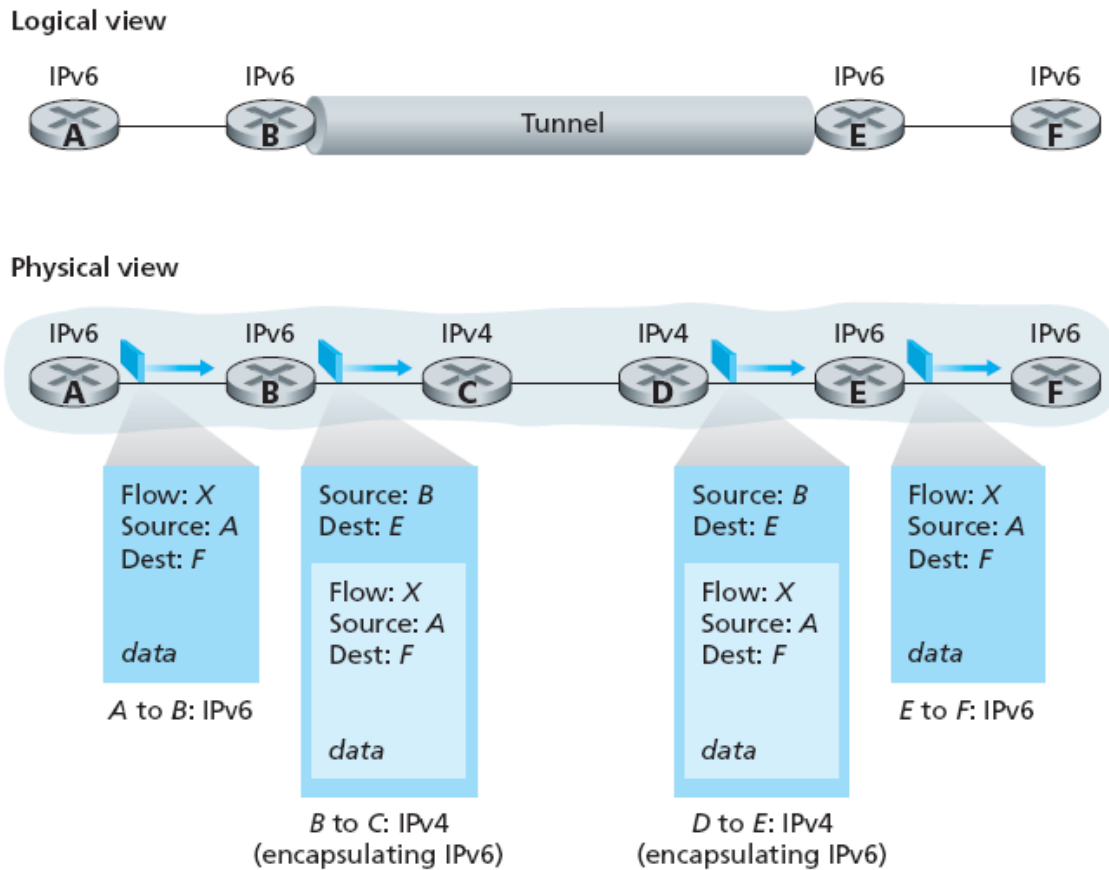 Logical view
IPv6
IPv6
IPv6
IPv6
A
B
Tunnel
E
F
Physical view
IPv6
IPv6
IPv4
IPv4
IPv6
IPv6
A
B
C
D
E
F
Flow: X
Source: A
Dest: F
data
A to B: IPv6
Source: B
Dest: E
Flow: X
Source: A
Dest: F
data
B to C: IPv4
(encapsulating IPv6)
Source: B
Dest: E
Flow: X
Source: A
Dest: F
data
D to E: IPv4
(encapsulating IPv6)
Flow: X
Source: A
Dest: F
data
E to F: IPv6